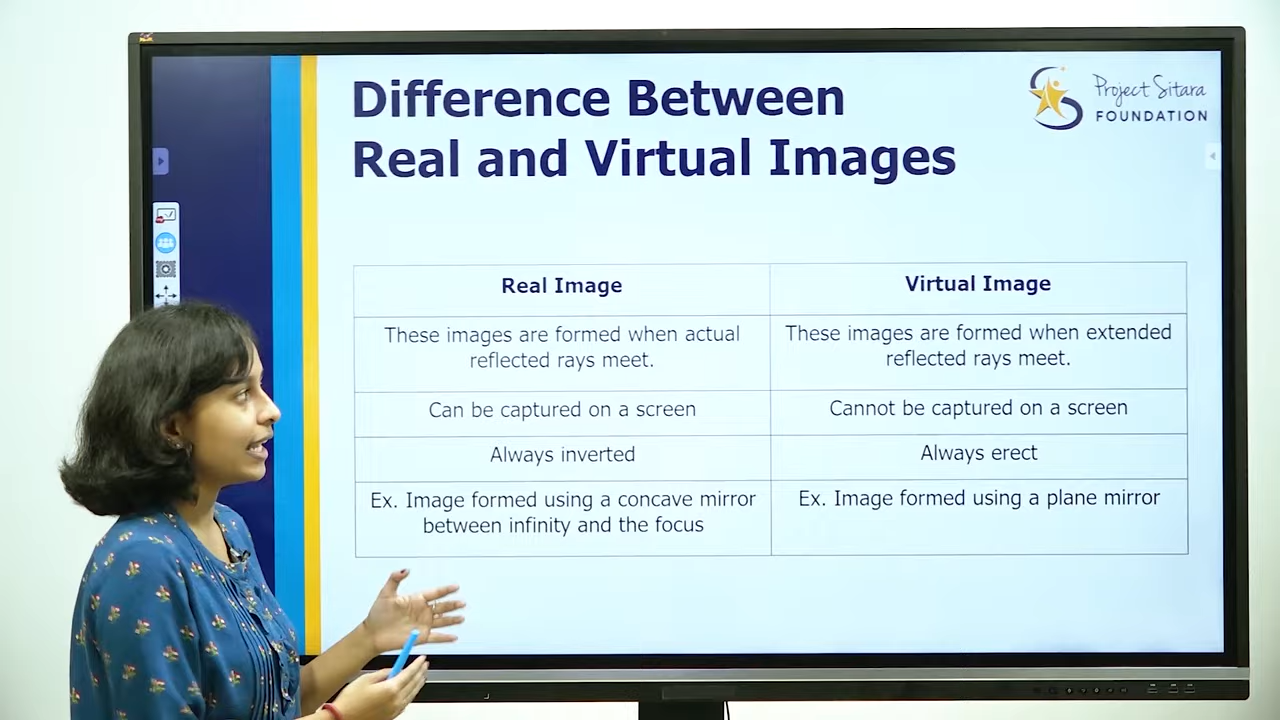 Difference Between
Real and Virtual Images
Project Sitara
FOUNDATION
Real Image
Virtual Image
These images are formed when actual
reflected rays meet.
These images are formed when extended
reflected rays meet.
Can be captured on a screen
Cannot be captured on a screen
Always inverted
Always erect
Ex. Image formed using a concave mirror
between infinity and the focus
Ex. Image formed using a plane mirror